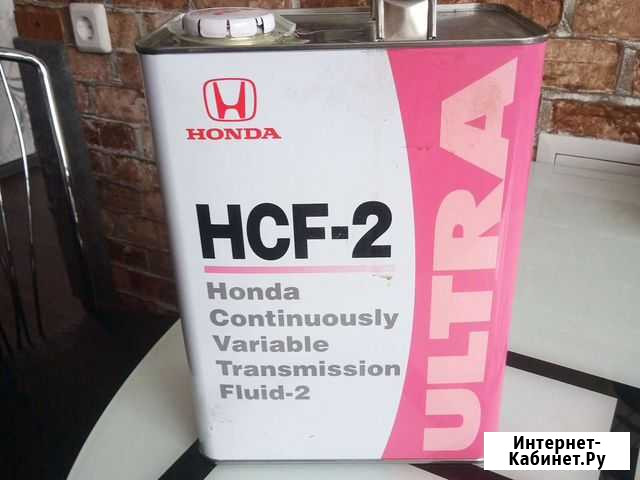 HONDA
HCF-2
Honda
Continuously
Variable
Transmission
Fluid-2
ULTRA
Интернет-
Кабинет.Ру